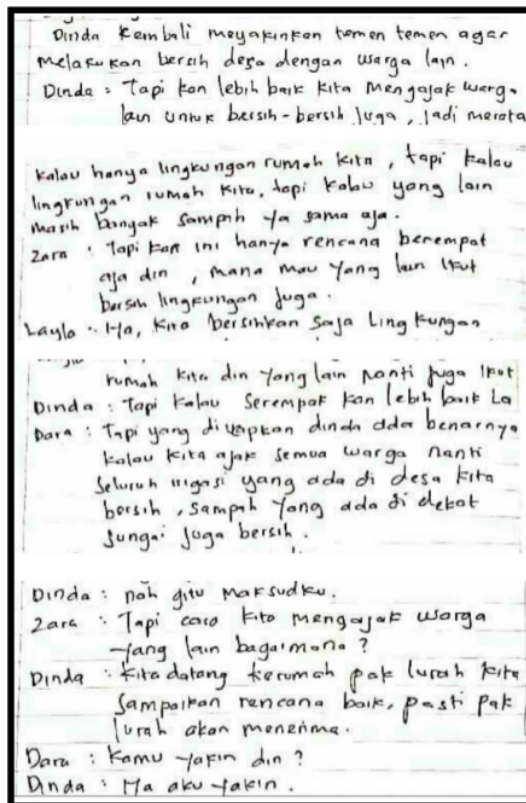 Dinda kembali meyakinkan temen temen agar
melakukan bersih desa dengan warga lain.
Dinda : Tapi kan lebih baik kita mengajak warga
lain untuk bersih-bersih juga, jadi merata
kalau hanya lingkungan rumah kita, tapi kalau
lingkungan rumah kita, tapi kalau yang lain
masih banyak sampah ya sama aja.
Zara : Tapi kan ini hanya rencana berempat
aja din, mana mau yang lain ikut
bersih lingkungan juga.
Layla : Iya, kita bersihkan saja lingkungan
rumah kita din yang lain nanti juga ikut
Dinda : Tapi kalau serempak kan lebih baik La
Dara : Tapi yang diucapkan dinda ada benarnya
kalau kita ajak semua warga nanti
seluruh irigasi yang ada di desa kita
bersih, sampah yang ada di dekat
sungai juga bersih.
Dinda : nah gitu maksudku.
Zara : Tapi cara kita mengajak warga
yang lain bagaimana ?
Dinda : kita datang kerumah pak lurah kita
sampaikan rencana baik, pasti pak
lurah akan menerima.
Dara : kamu yakin din ?
Dinda : Ya aku yakin.